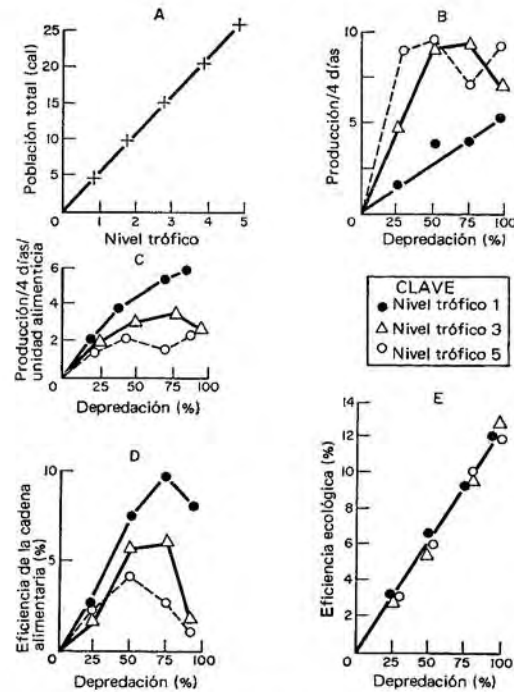 A
Población total (cal)
25
20
15
10
5
0
1
2
3
4
5
Nivel trófico
B
Producción/4 días
10
5
0
25
50
75
100
Depredación (%)
C
Producción/4 días/
unidad alimenticia
6
4
2
0
25
50
75
100
Depredación (%)
CLAVE
Nivel trófico 1
Nivel trófico 3
Nivel trófico 5
D
Eficiencia de la cadena
alimentaria (%)
10
5
0
25
50
75
100
Depredación (%)
E
Eficiencia ecológica (%)
14
12
10
8
6
4
2
0
25
50
75
100
Depredación (%)